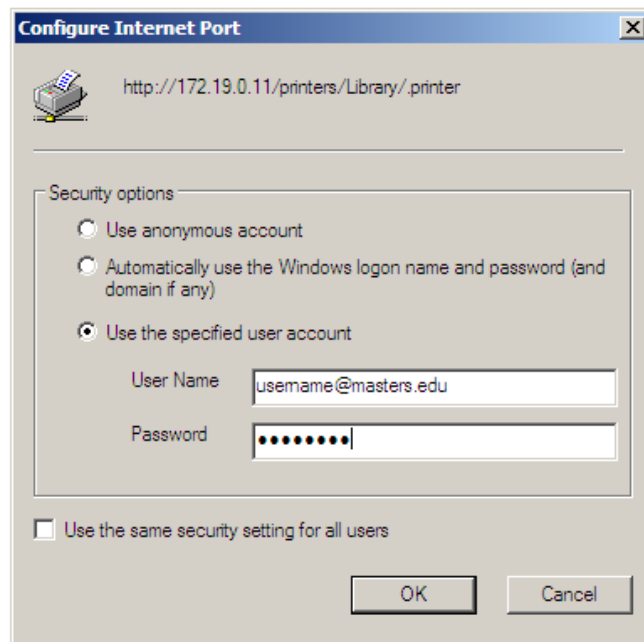 Configure Internet Port
http://172.19.0.11/printers/Library/.printer
Security options
Use anonymous account
Automatically use the Windows logon name and password (and
domain if any)
Use the specified user account
User Name
username@masters.edu
Password
••••••••
Use the same security setting for all users
OK
Cancel